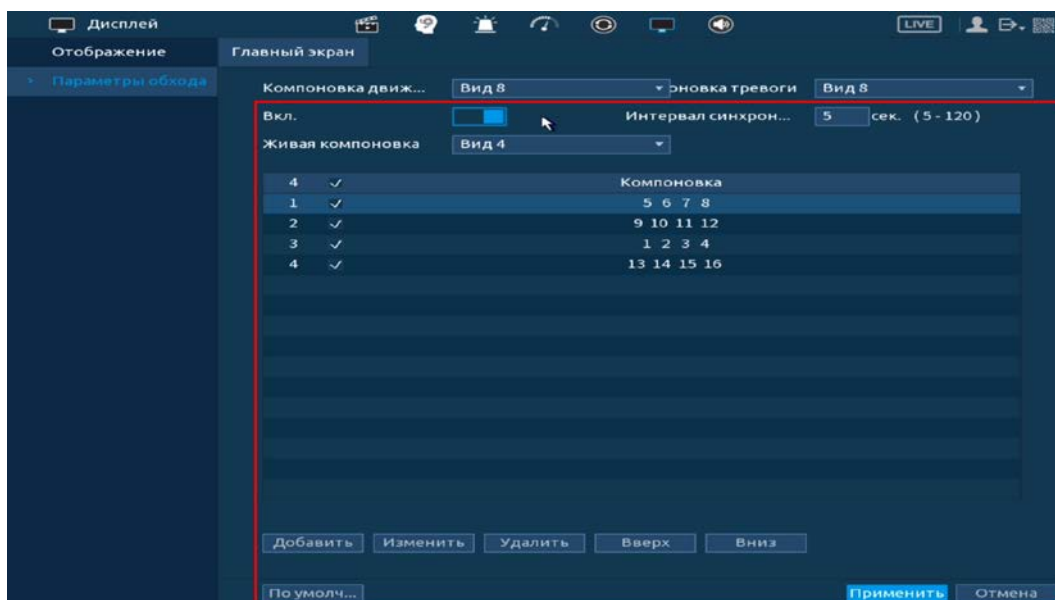 Дисплей LIVE
Отображение Главный экран
Параметры обхода
Компоновка движ... Вид 8 оновка тревоги Вид 8
Вкл. Интервал синхрон... 5 сек. (5-120)
Живая компоновка Вид 4
4 Компоновка
1 5 6 7 8
2 9 10 11 12
3 1 2 3 4
4 13 14 15 16
Добавить Изменить Удалить Вверх Вниз
По умолч... Применить Отмена